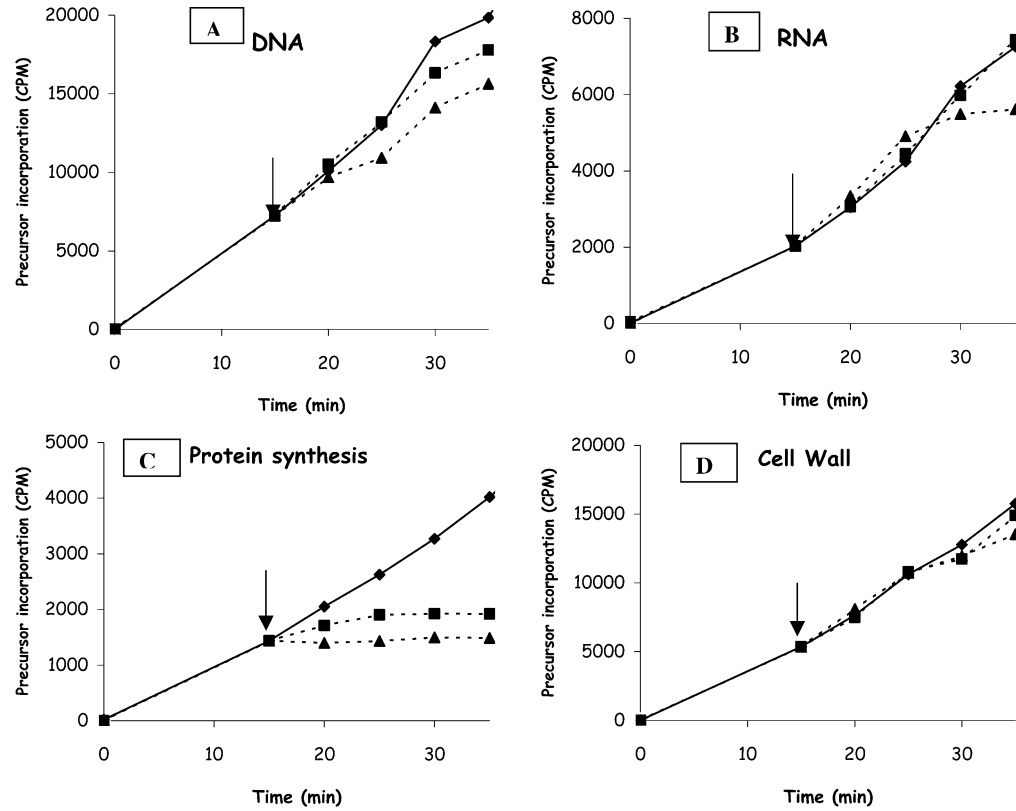 A
DNA
Precursor incorporation (CPM)
20000
15000
10000
5000
0
0 10 20 30
Time (min)
B
RNA
Precursor incorporation (CPM)
8000
6000
4000
2000
0
0 10 20 30
Time (min)
C
Protein synthesis
Precursor incorporation (CPM)
5000
4000
3000
2000
1000
0
0 10 20 30
Time (min)
D
Cell Wall
Precursor incorporation (CPM)
20000
15000
10000
5000
0
0 10 20 30
Time (min)